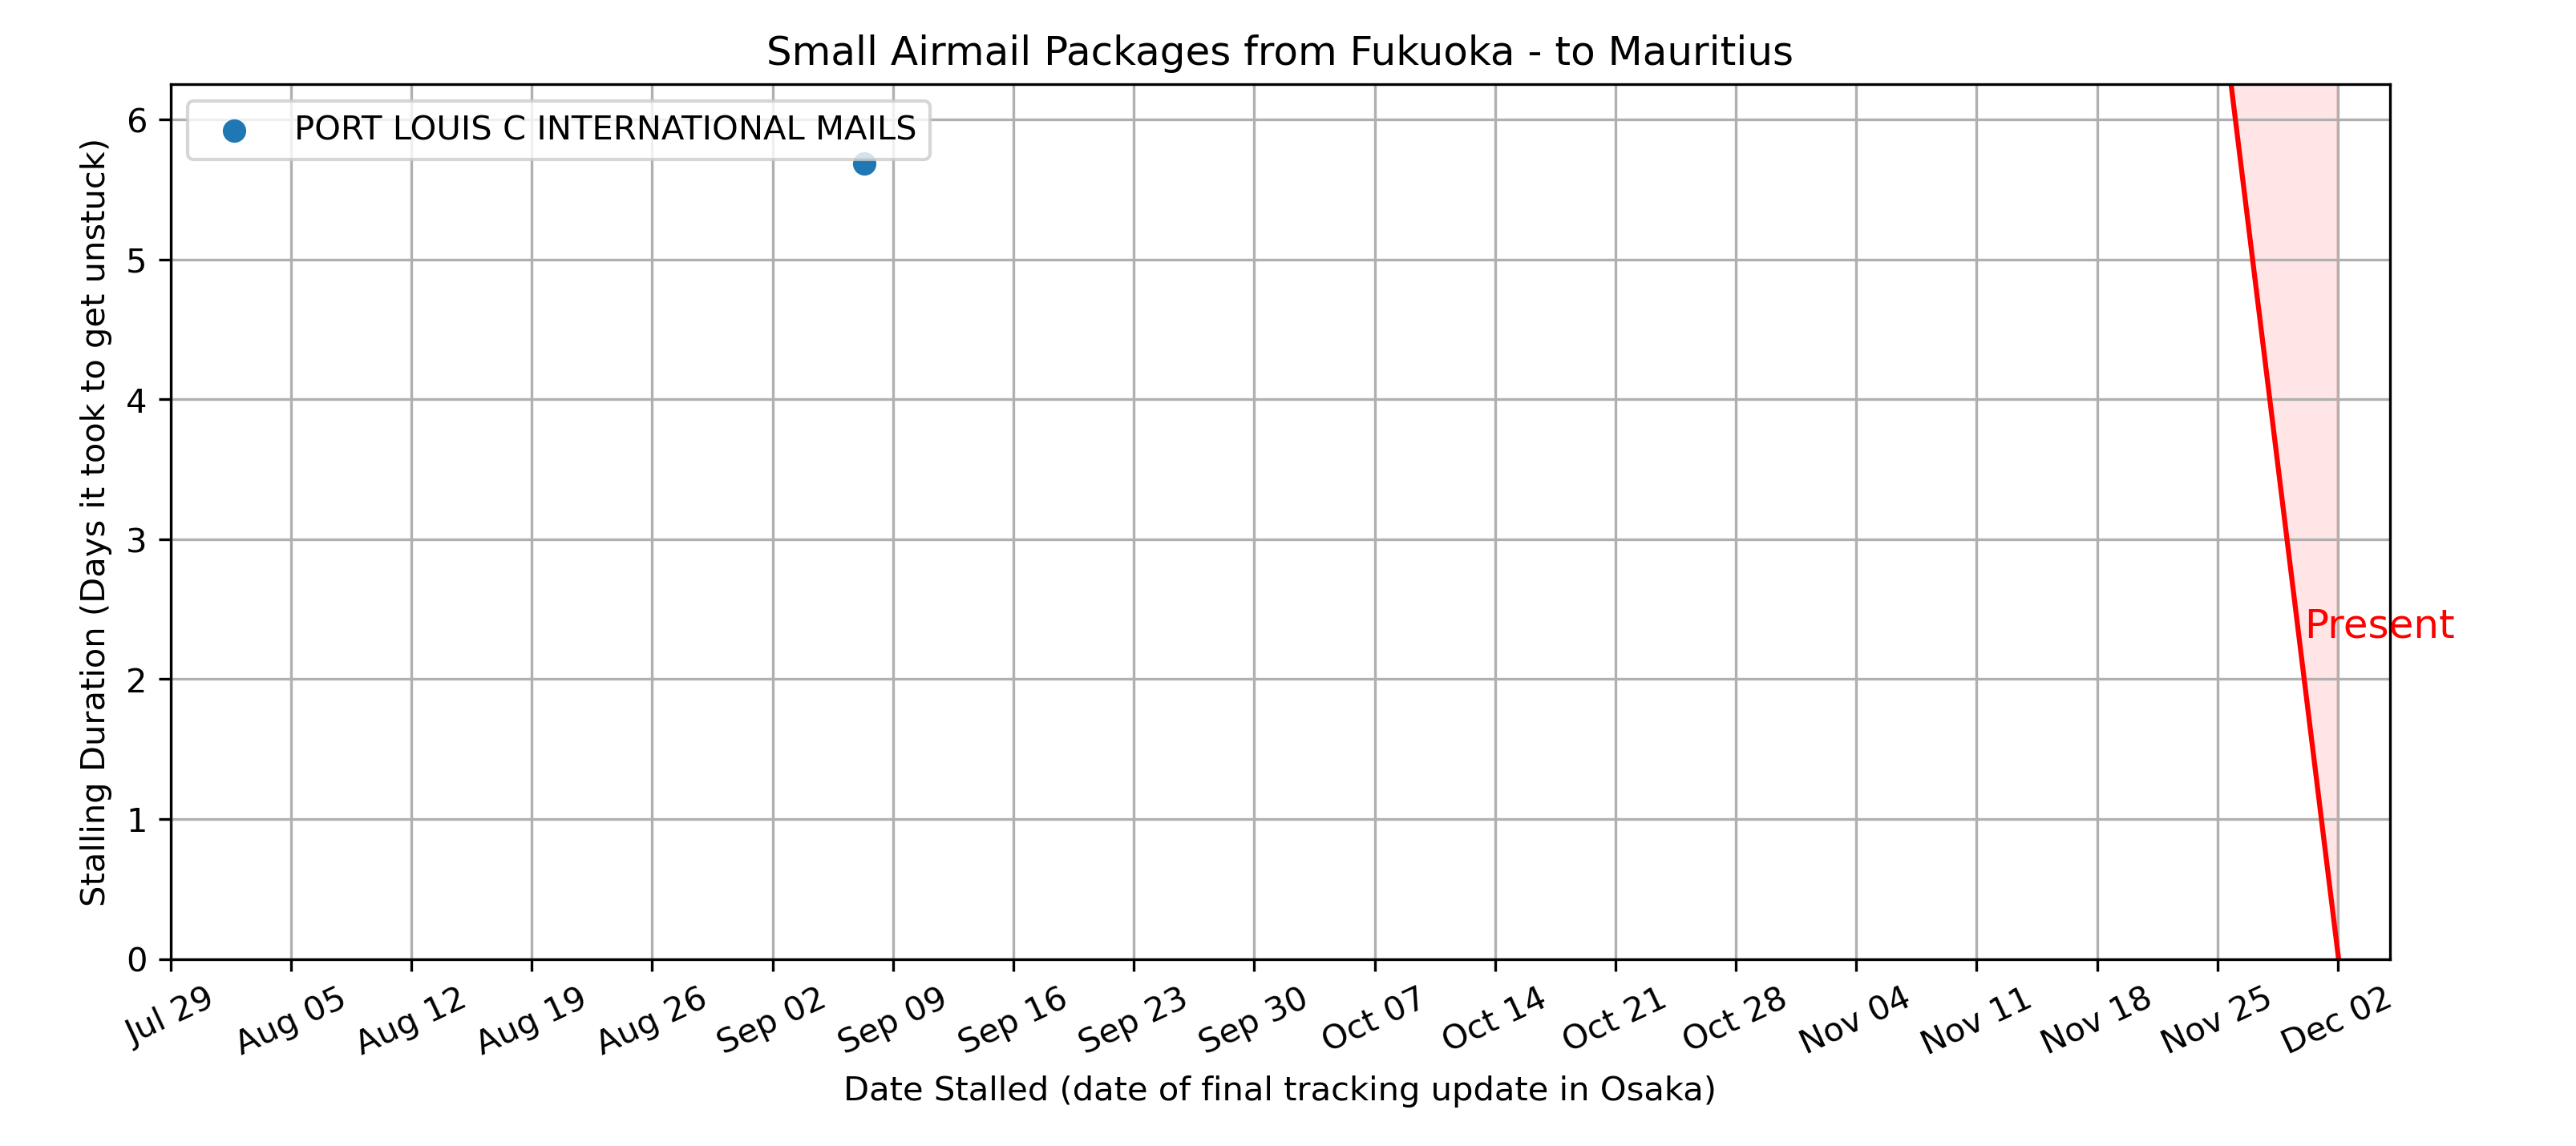 Small Airmail Packages from Fukuoka - to Mauritius
PORT LOUIS C INTERNATIONAL MAILS
Stalling Duration (Days it took to get unstuck)
6
5
4
3
2
1
0
Present
Jul 29
Aug 05
Aug 12
Aug 19
Aug 26
Sep 02
Sep 09
Sep 16
Sep 23
Sep 30
Oct 07
Oct 14
Oct 21
Oct 28
Nov 04
Nov 11
Nov 18
Nov 25
Dec 02
Date Stalled (date of final tracking update in Osaka)